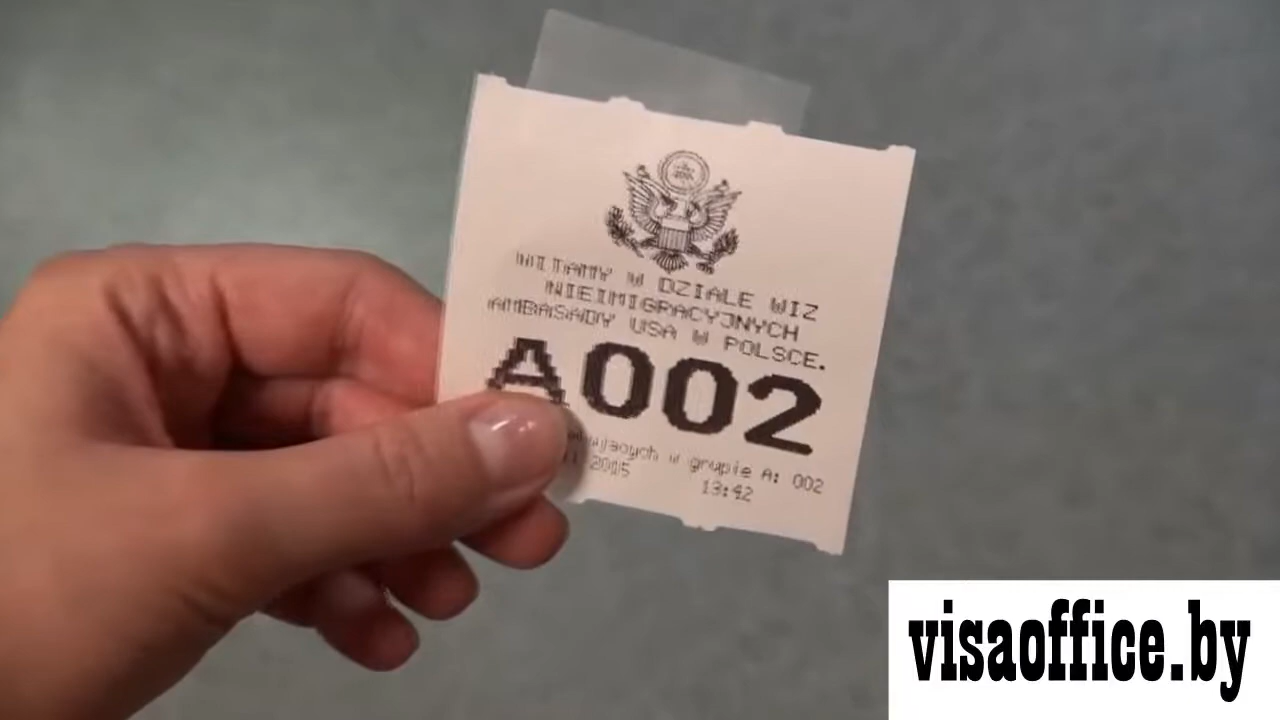 WITAMY W DZIALE WIZ
NIEIMIGRACYJNYCH
AMBASADY USA W POLSCE.
A002
w grupie A: 002
2015 13:42
visaoffice.by